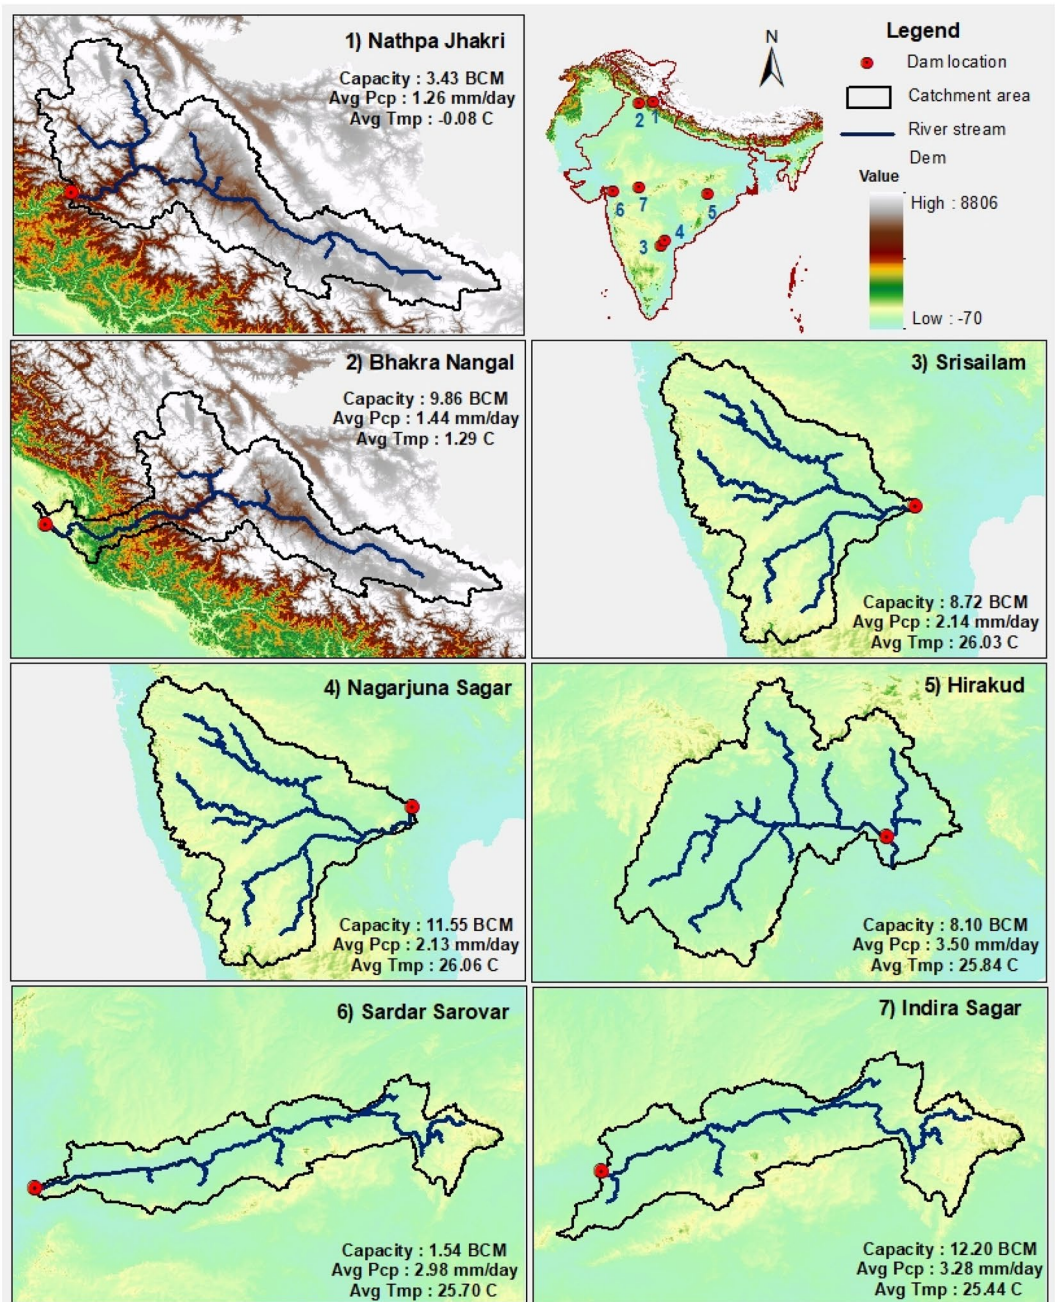 1) Nathpa Jhakri
Capacity : 3.43 BCM
Avg Pcp : 1.26 mm/day
Avg Tmp : -0.08 C
N
Legend
Dam location
Catchment area
River stream
Dem
Value
High : 8806
Low : -70
2 1
6 7 5
3 4
2) Bhakra Nangal
Capacity : 9.86 BCM
Avg Pcp : 1.44 mm/day
Avg Tmp : 1.29 C
3) Srisailam
Capacity : 8.72 BCM
Avg Pcp : 2.14 mm/day
Avg Tmp : 26.03 C
4) Nagarjuna Sagar
Capacity : 11.55 BCM
Avg Pcp : 2.13 mm/day
Avg Tmp : 26.06 C
5) Hirakud
Capacity : 8.10 BCM
Avg Pcp : 3.50 mm/day
Avg Tmp : 25.84 C
6) Sardar Sarovar
Capacity : 1.54 BCM
Avg Pcp : 2.98 mm/day
Avg Tmp : 25.70 C
7) Indira Sagar
Capacity : 12.20 BCM
Avg Pcp : 3.28 mm/day
Avg Tmp : 25.44 C